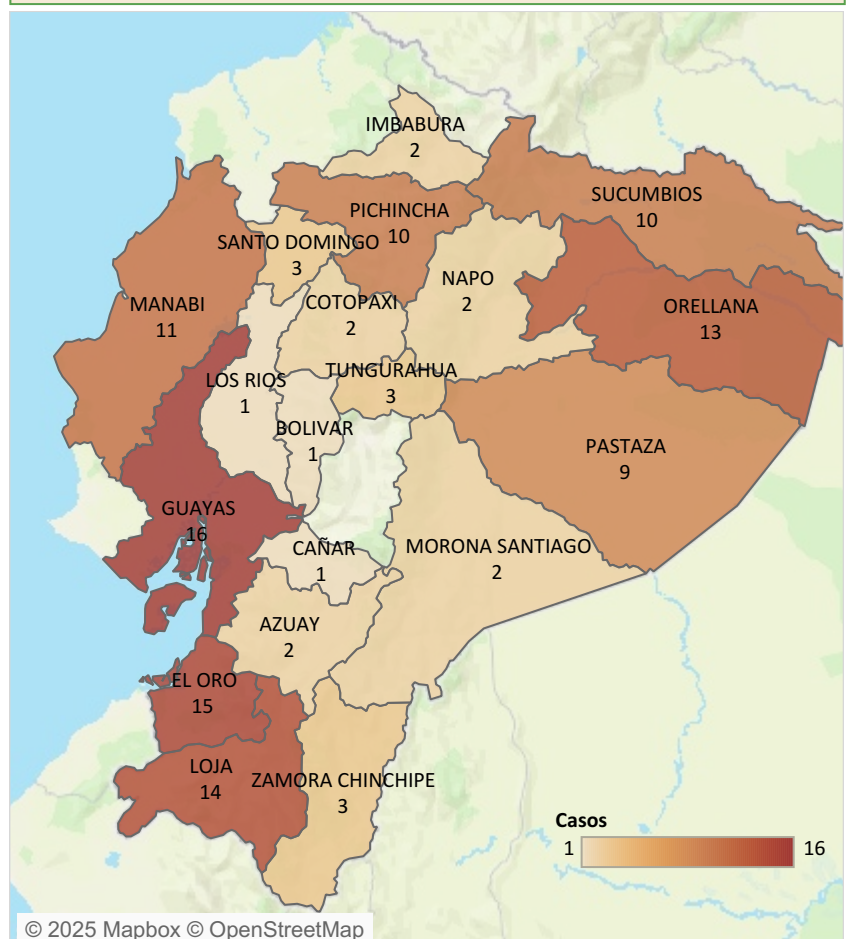 IMBABURA
2
SUCUMBIOS
10
PICHINCHA
10
SANTO DOMINGO
3
NAPO
2
COTOPAXI
2
MANABI
11
ORELLANA
13
TUNGURAHUA
3
LOS RIOS
1
BOLIVAR
1
PASTAZA
9
GUAYAS
16
CAÑAR
1
MORONA SANTIAGO
2
AZUAY
2
EL ORO
15
LOJA
14
ZAMORA CHINCHIPE
3
Casos
1 16
© 2025 Mapbox © OpenStreetMap